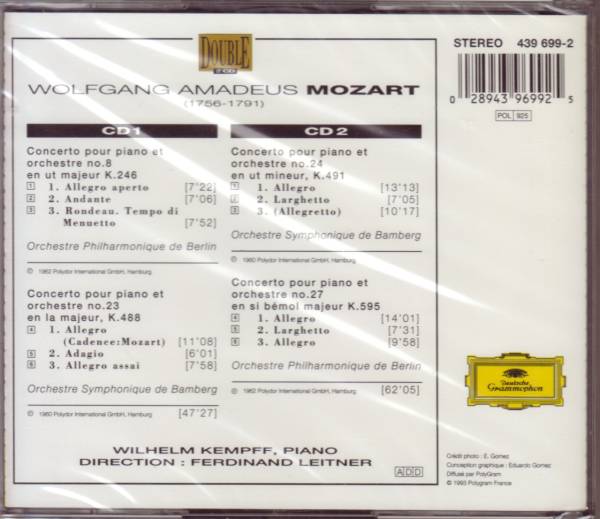 DOUBLE
2 CD
STEREO 439 699-2
WOLFGANG AMADEUS MOZART
(1756-1791)
0 28943 96992 5
POL 925
CD 1
Concerto pour piano et
orchestre no.8
en ut majeur K.246
1 1. Allegro aperto [7'22]
2 2. Andante [7'06]
3 3. Rondeau. Tempo di
Menuetto [7'52]
Orchestre Philharmonique de Berlin
℗ 1962 Polydor International GmbH, Hamburg
Concerto pour piano et
orchestre no.23
en la majeur, K.488
4 1. Allegro
(Cadence:Mozart) [11'08]
5 2. Adagio [6'01]
6 3. Allegro assai [7'58]
Orchestre Symphonique de Bamberg
℗ 1960 Polydor International GmbH, Hamburg
[47'27]
CD 2
Concerto pour piano et
orchestre no.24
en ut mineur, K.491
1 1. Allegro [13'13]
2 2. Larghetto [7'05]
3 3. (Allegretto) [10'17]
Orchestre Symphonique de Bamberg
℗ 1960 Polydor International GmbH, Hamburg
Concerto pour piano et
orchestre no.27
en si bémol majeur K.595
4 1. Allegro [14'01]
5 2. Larghetto [7'31]
6 3. Allegro [9'58]
Orchestre Philharmonique de Berlin
℗ 1962 Polydor International GmbH, Hamburg
[62'05]
WILHELM KEMPFF, PIANO
DIRECTION : FERDINAND LEITNER
ADD
Deutsche
Grammophon
Crédit photo : E. Gomez
Conception graphique : Eduardo Gomez
Diffusé par PolyGram
© 1993 Polygram France